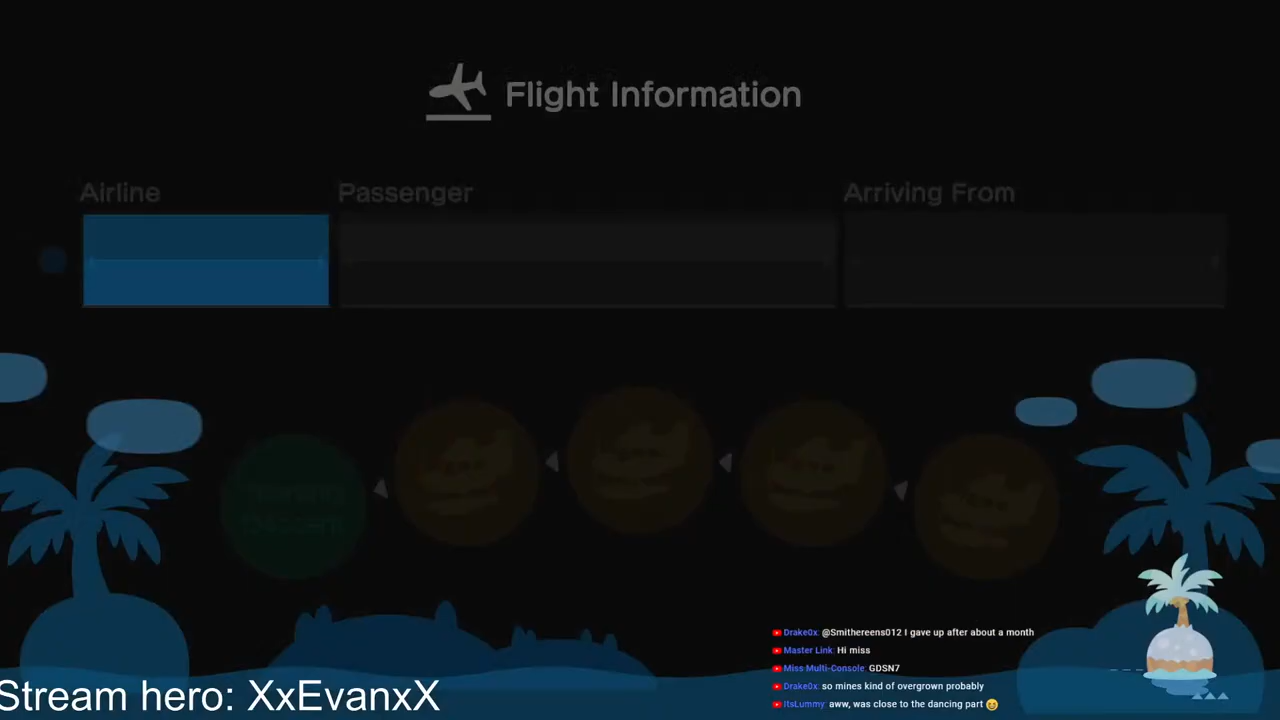 Flight Information
Airline
Passenger
Arriving From
Drake0x: @Smithereens012 I gave up after about a month
Master Link: Hi miss
Miss Multi-Console: GDSN7
Drake0x: so mines kind of overgrown probably
ItsLummy: aww, was close to the dancing part 😆
Stream hero: XxEvanxX